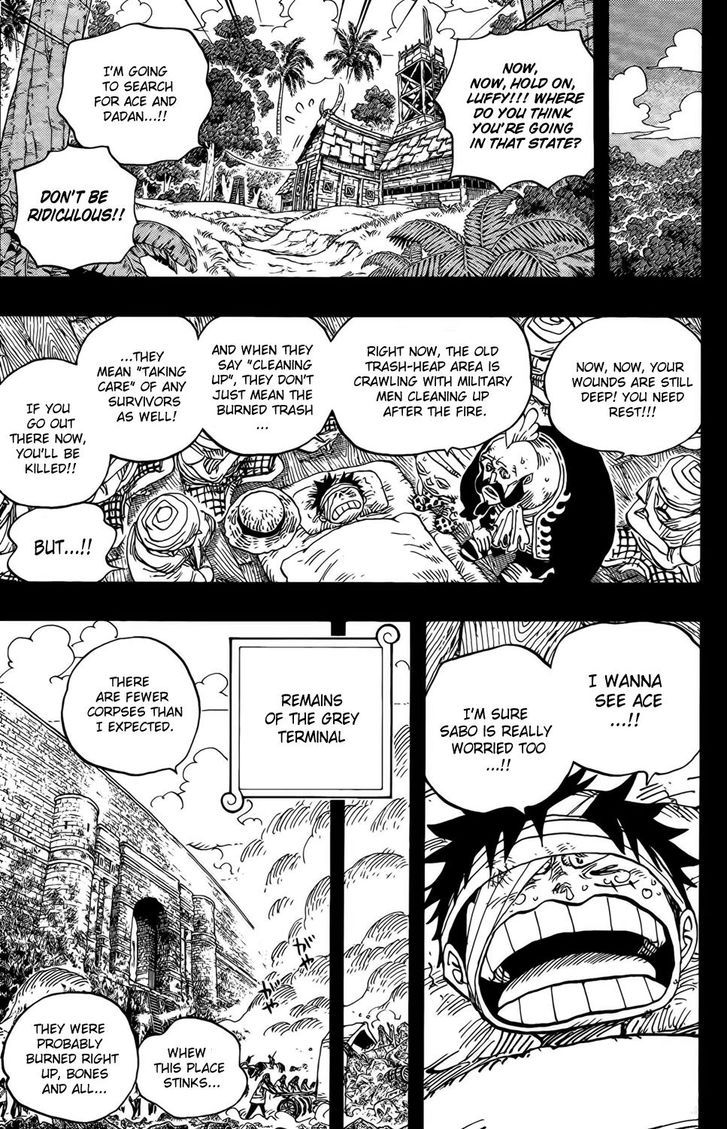 NOW,
NOW, HOLD ON,
LUFFY!!! WHERE
DO YOU THINK
YOU'RE GOING
IN THAT STATE?
I'M GOING
TO SEARCH
FOR ACE AND
DADAN...!!
DON'T BE
RIDICULOUS!!
NOW, NOW, YOUR
WOUNDS ARE STILL
DEEP! YOU NEED
REST!!!
RIGHT NOW, THE OLD
TRASH-HEAP AREA IS
CRAWLING WITH MILITARY
MEN CLEANING UP
AFTER THE FIRE.
AND WHEN THEY
SAY "CLEANING
UP", THEY DON'T
JUST MEAN THE
BURNED TRASH
...
...THEY
MEAN "TAKING
CARE" OF ANY
SURVIVORS
AS WELL!
IF YOU
GO OUT
THERE NOW,
YOU'LL BE
KILLED!!
BUT...!!
I WANNA
SEE ACE
...!!
I'M SURE
SABO IS REALLY
WORRIED TOO
...!!
REMAINS
OF THE GREY
TERMINAL
THERE
ARE FEWER
CORPSES THAN
I EXPECTED.
ガヤ
ガヤ
WHEW
THIS PLACE
STINKS...
THEY WERE
PROBABLY
BURNED RIGHT
UP, BONES
AND ALL...